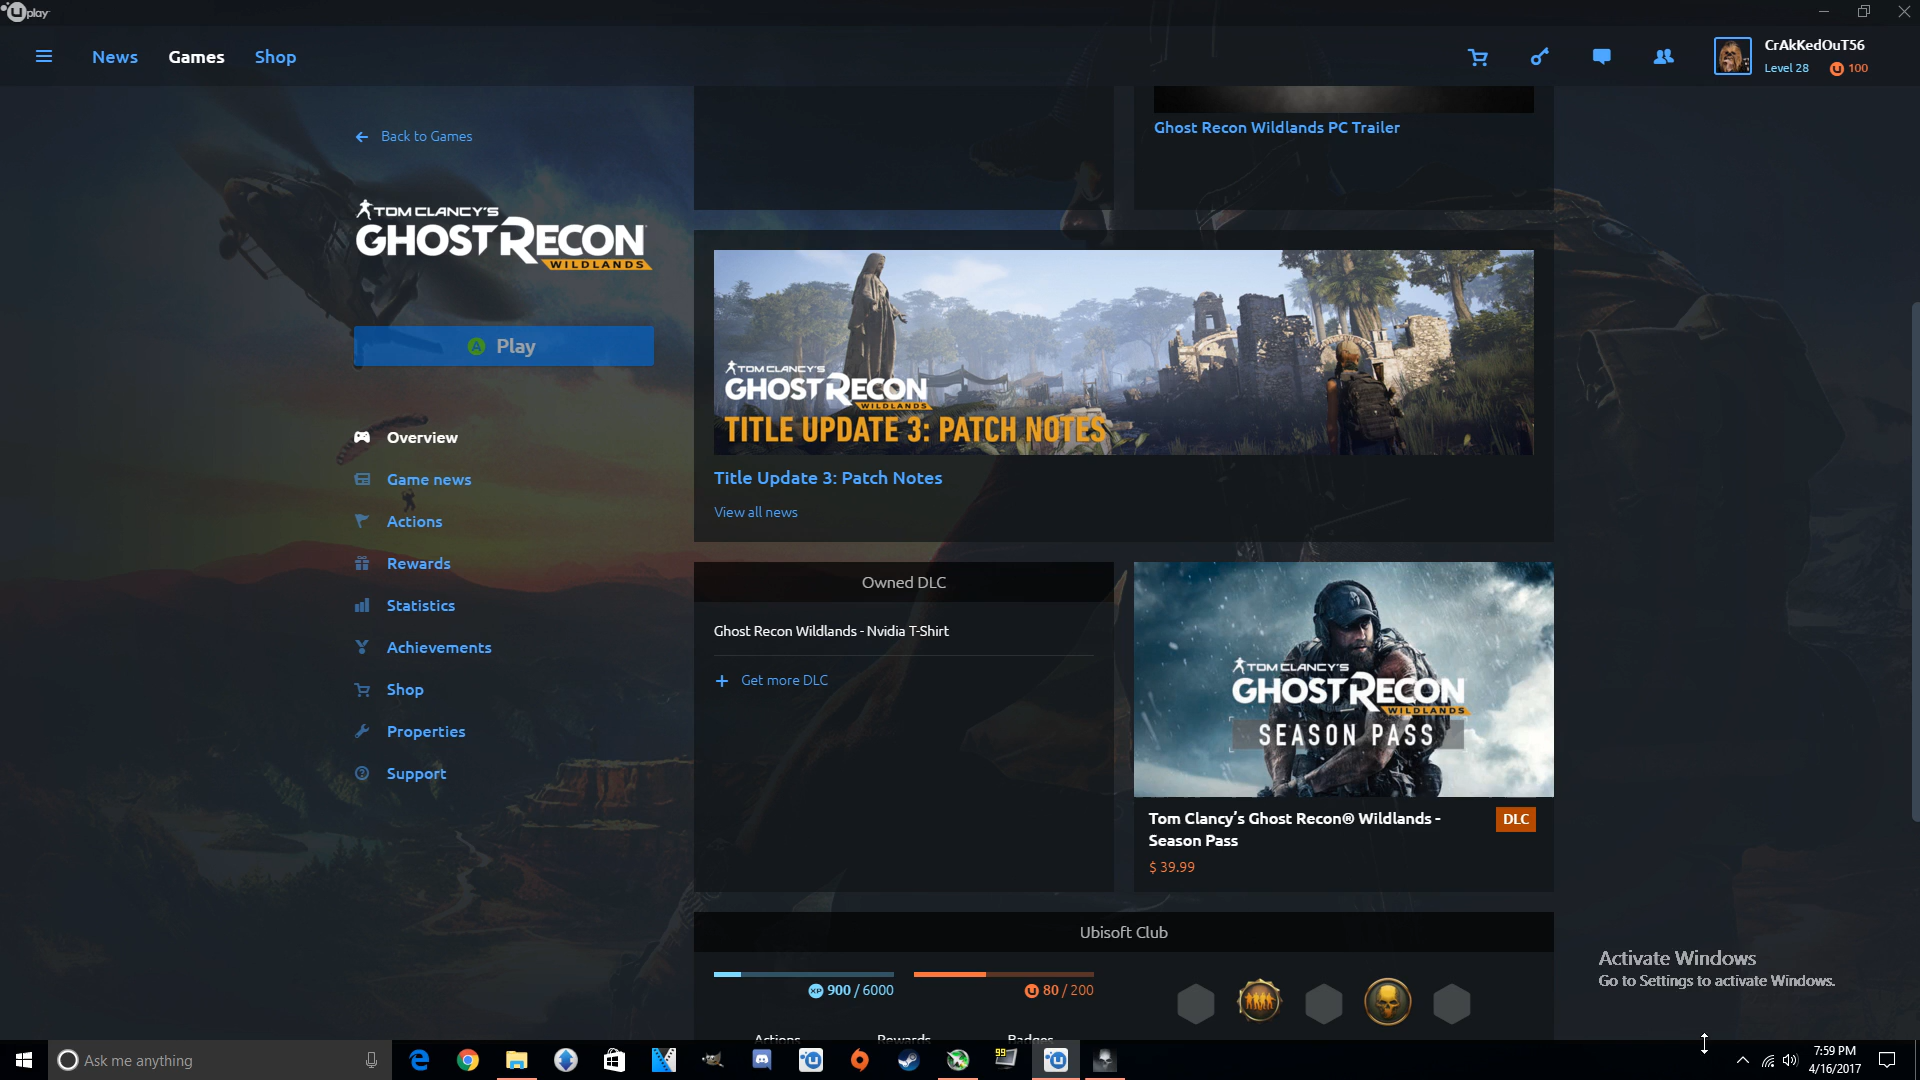 Uplay
News
Games
Shop
CrAkKedOuT56
Level 28
100
Back to Games
TOM CLANCY'S
GHOST RECON
WILDLANDS
A Play
Overview
Game news
Actions
Rewards
Statistics
Achievements
Shop
Properties
Support
Ghost Recon Wildlands PC Trailer
TOM CLANCY'S
GHOST RECON
WILDLANDS
TITLE UPDATE 3: PATCH NOTES
Title Update 3: Patch Notes
View all news
Owned DLC
Ghost Recon Wildlands - Nvidia T-Shirt
+ Get more DLC
TOM CLANCY'S
GHOST RECON
WILDLANDS
SEASON PASS
Tom Clancy's Ghost Recon® Wildlands -
Season Pass
DLC
$ 39.99
Ubisoft Club
XP 900 / 6000
80 / 200
Actions
Rewards
Badges
Activate Windows
Go to Settings to activate Windows.
Ask me anything
99
7:59 PM
4/16/2017